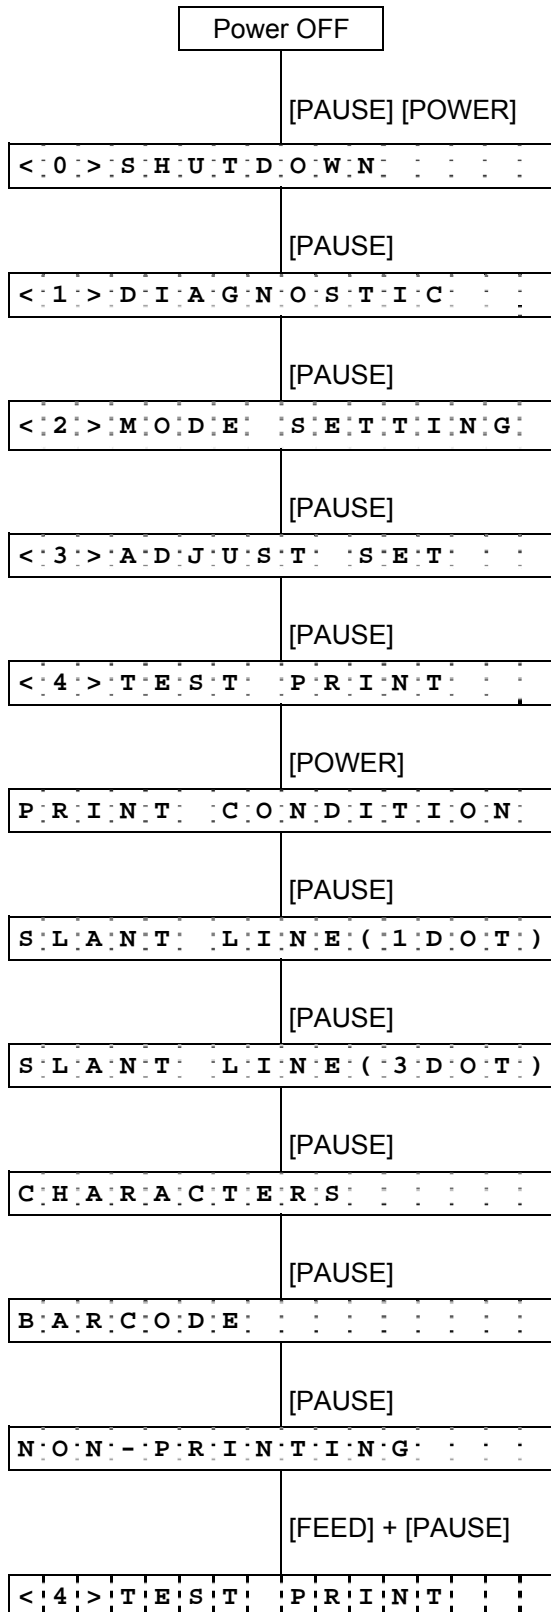 Power OFF
[PAUSE] [POWER]
<0>SHUTDOWN
[PAUSE]
<1>DIAGNOSTIC
[PAUSE]
<2>MODE SETTING
[PAUSE]
<3>ADJUST SET
[PAUSE]
<4>TEST PRINT
[POWER]
PRINT CONDITION
[PAUSE]
SLANT LINE(1DOT)
[PAUSE]
SLANT LINE(3DOT)
[PAUSE]
CHARACTERS
[PAUSE]
BARCODE
[PAUSE]
NON-PRINTING
[FEED] + [PAUSE]
<4>TEST PRINT